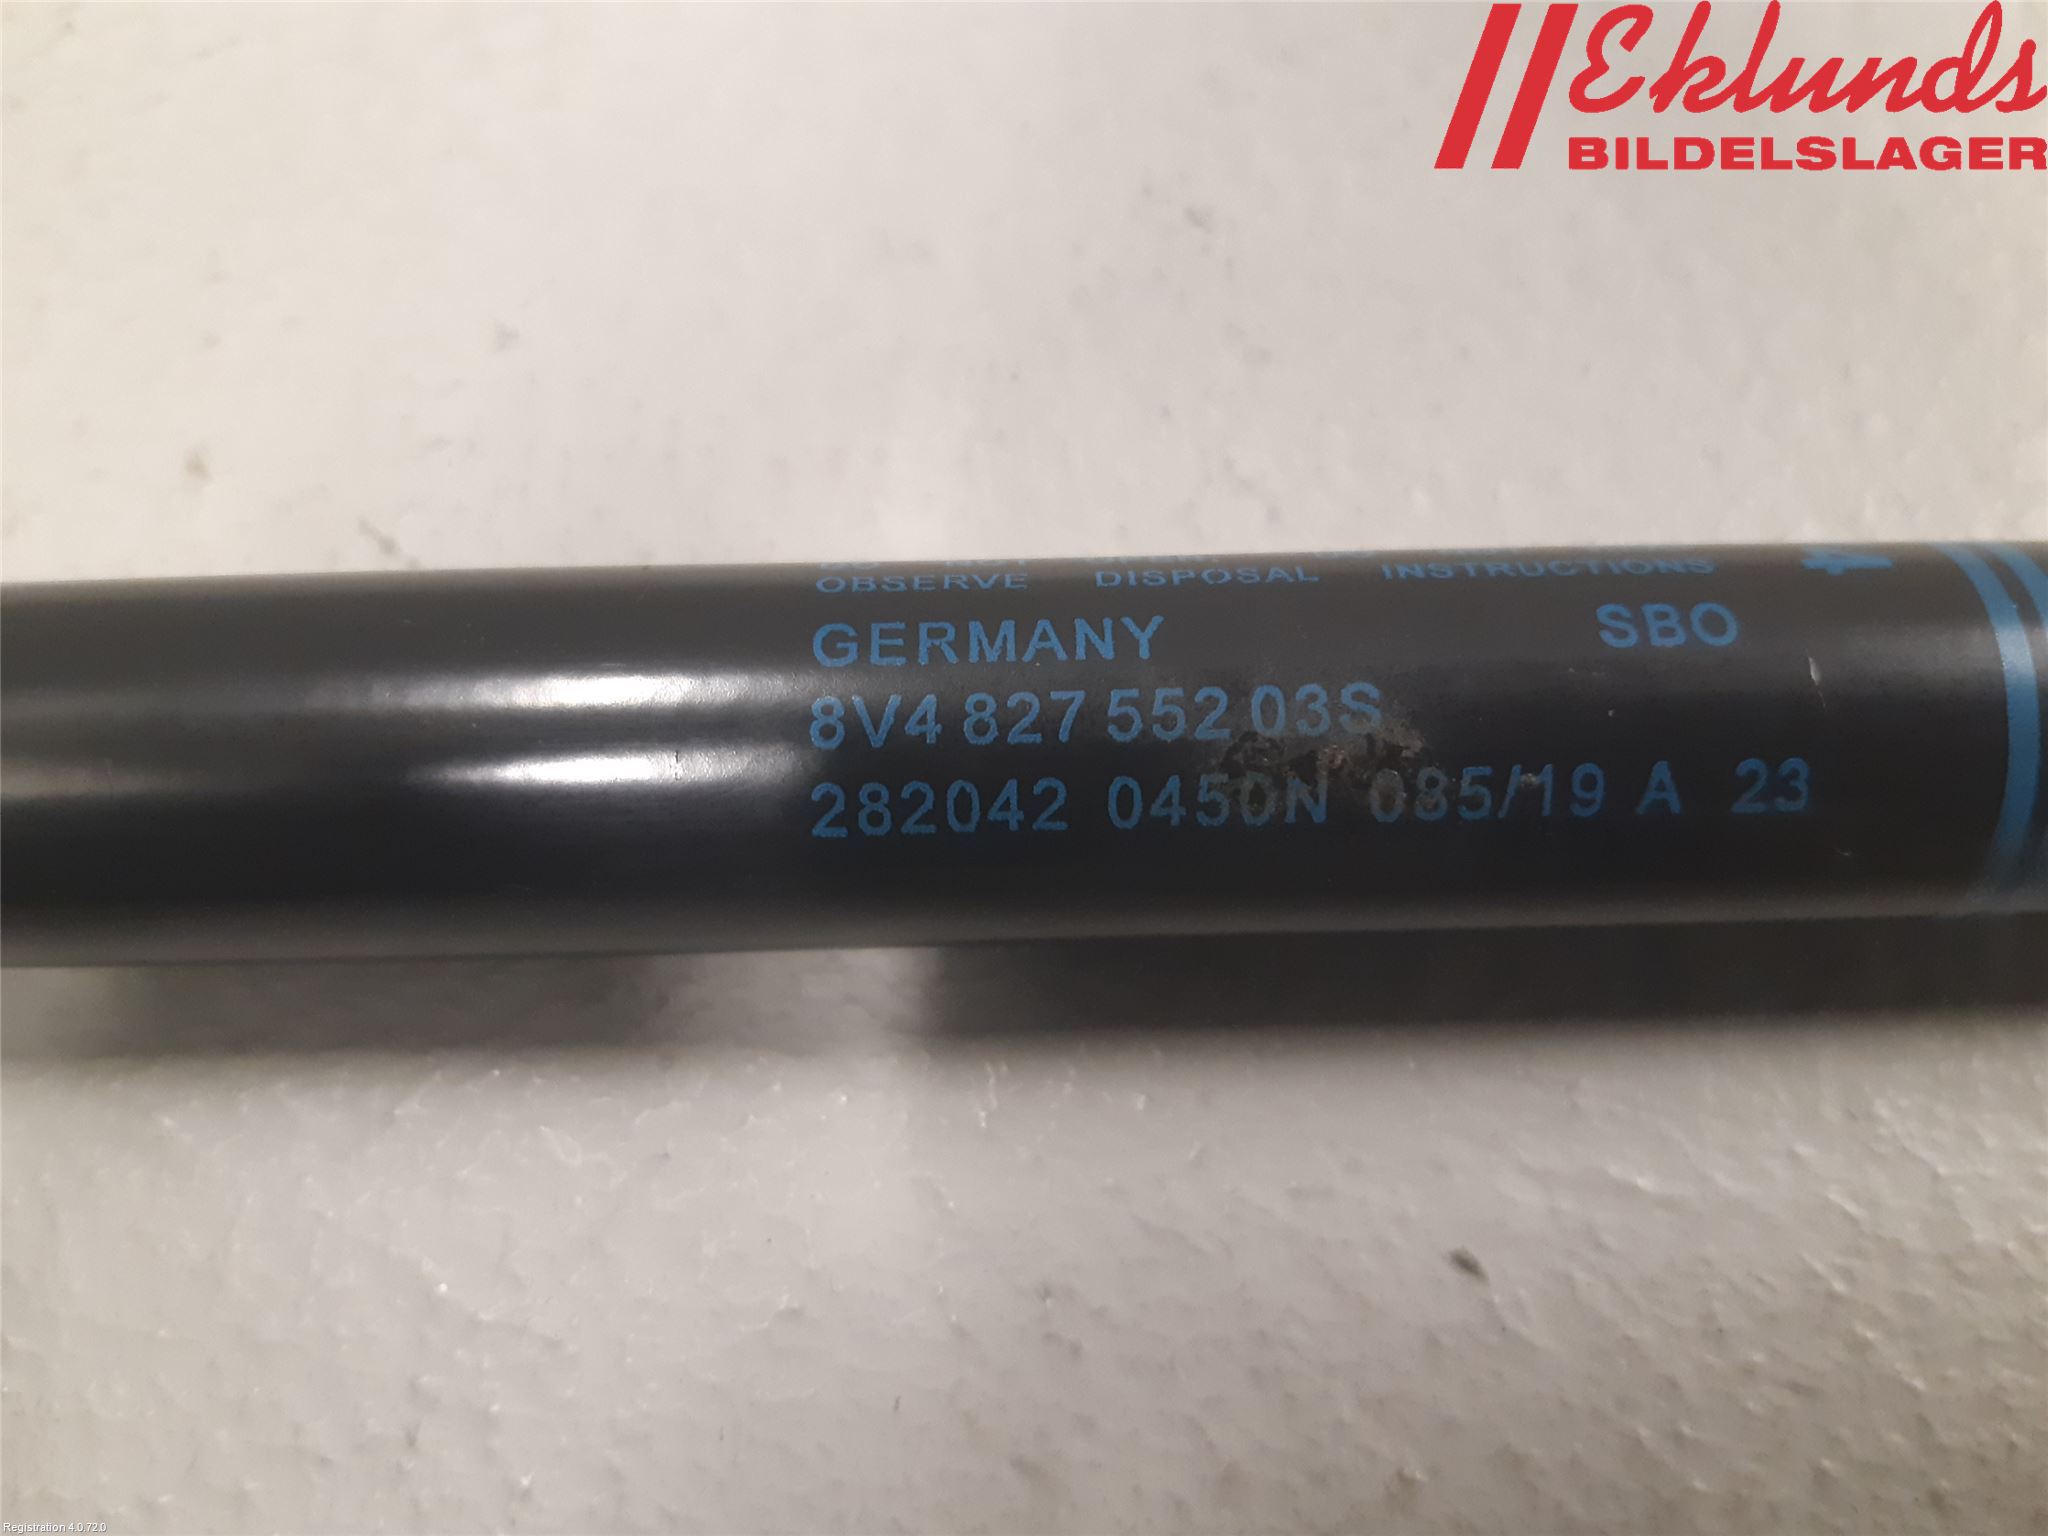 Eklunds
BILDELSLAGER
OBSERVE DISPOSAL INSTRUCTIONS
GERMANY SBO
8V4 827 552 03S
282042 0450N 085/19 A 23
Registration 4.0.72.0